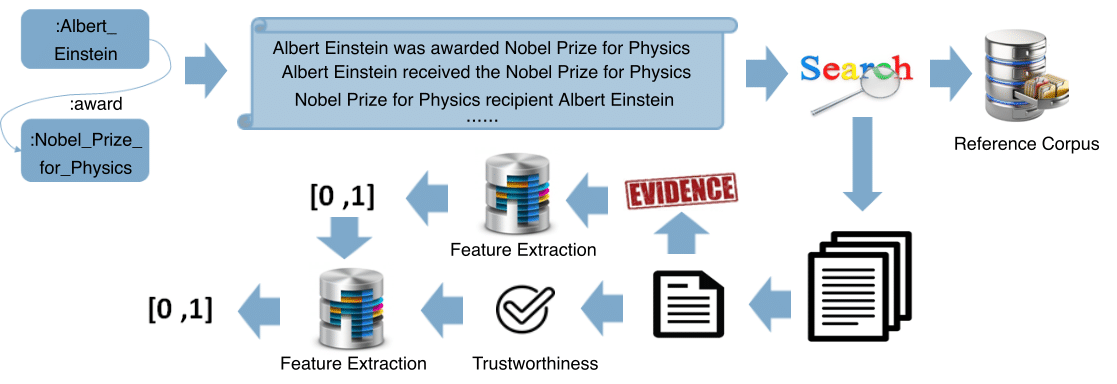 :Albert_
Einstein
:award
:Nobel_Prize_
for_Physics
Albert Einstein was awarded Nobel Prize for Physics
Albert Einstein received the Nobel Prize for Physics
Nobel Prize for Physics recipient Albert Einstein
......
Search
Reference Corpus
[0 ,1]
Feature Extraction
EVIDENCE
[0 ,1]
Feature Extraction
Trustworthiness